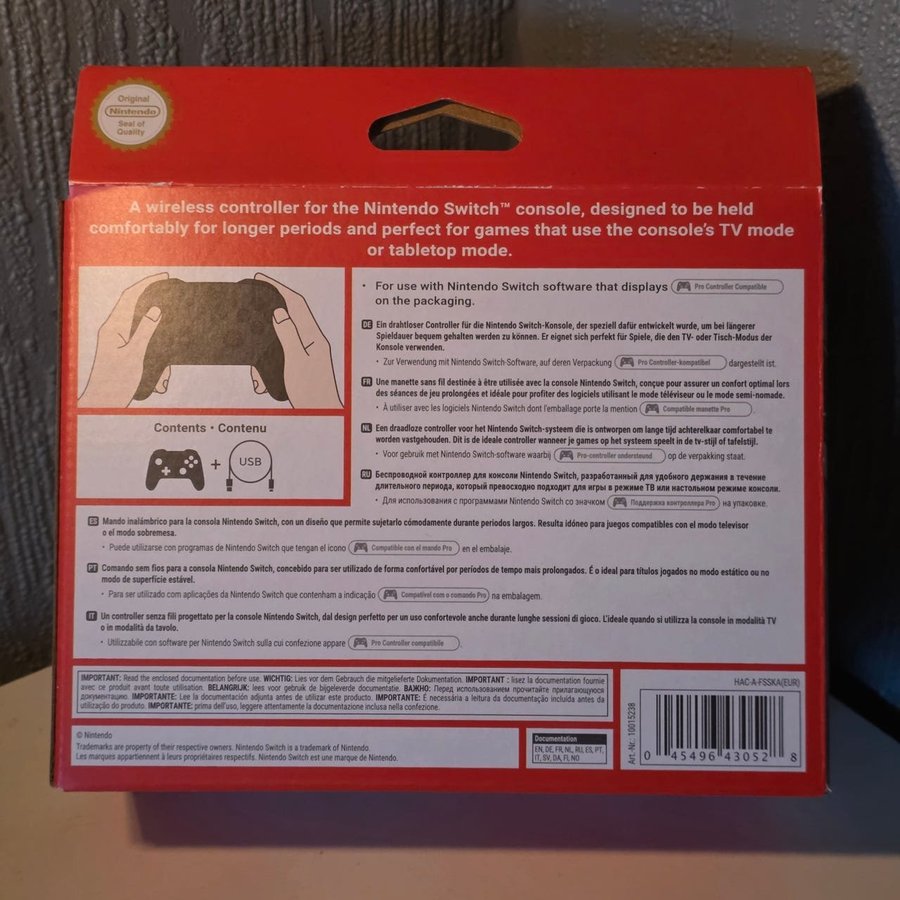 Original
Nintendo
Seal of
Quality
A wireless controller for the Nintendo Switch™ console, designed to be held
comfortably for longer periods and perfect for games that use the console's TV mode
or tabletop mode.
• For use with Nintendo Switch software that displays Pro Controller Compatible
on the packaging.
DE Ein drahtloser Controller für die Nintendo Switch-Konsole, der speziell dafür entwickelt wurde, um bei längerer
Spieldauer bequem gehalten werden zu können. Er eignet sich perfekt für Spiele, die den TV- oder Tisch-Modus der
Konsole verwenden.
• Zur Verwendung mit Nintendo Switch-Software, auf deren Verpackung Pro Controller-kompatibel dargestellt ist.
FR Une manette sans fil destinée à être utilisée avec la console Nintendo Switch, conçue pour assurer un confort optimal lors
des séances de jeu prolongées et idéale pour profiter des logiciels utilisant le mode téléviseur ou le mode semi-nomade.
• À utiliser avec les logiciels Nintendo Switch dont l'emballage porte la mention Compatible manette Pro .
NL Een draadloze controller voor het Nintendo Switch-systeem die is ontworpen om lange tijd achterelkaar comfortabel te
worden vastgehouden. Dit is de ideale controller wanneer je games op het systeem speelt in de tv-stijl of tafelstijl.
• Voor gebruik met Nintendo Switch-software waarbij Pro-controller ondersteund op de verpakking staat.
RU Беспроводной контроллер для консоли Nintendo Switch, разработанный для удобного держания в течение
длительного периода, который превосходно подходит для игры в режиме ТВ или настольном режиме консоли.
• Для использования с программами Nintendo Switch со значком Поддержка контроллера Pro на упаковке.
Contents • Contenu
+ USB
ES Mando inalámbrico para la consola Nintendo Switch, con un diseño que permite sujetarlo cómodamente durante periodos largos. Resulta idóneo para juegos compatibles con el modo televisor
o el modo sobremesa.
• Puede utilizarse con programas de Nintendo Switch que tengan el icono Compatible con el mando Pro en el embalaje.
PT Comando sem fios para a consola Nintendo Switch, concebido para ser utilizado de forma confortável por períodos de tempo mais prolongados. É o ideal para títulos jogados no modo estático ou no
modo de superfície estável.
• Para ser utilizado com aplicações da Nintendo Switch que contenham a indicação Compatível com o comando Pro na embalagem.
IT Un controller senza fili progettato per la console Nintendo Switch, dal design perfetto per un uso confortevole anche durante lunghe sessioni di gioco. L'ideale quando si utilizza la console in modalità TV
o in modalità da tavolo.
• Utilizzabile con software per Nintendo Switch sulla cui confezione appare Pro Controller compatibile .
IMPORTANT: Read the enclosed documentation before use. WICHTIG: Lies vor dem Gebrauch die mitgelieferte Dokumentation. IMPORTANT : lisez la documentation fournie
avec ce produit avant toute utilisation. BELANGRIJK: lees voor gebruik de bijgeleverde documentatie. ВАЖНО: Перед использованием прочитайте прилагающуюся
документацию. IMPORTANTE: Lee la documentación adjunta antes de utilizar este producto. IMPORTANTE: É necessária a leitura da documentação incluída antes da
utilização do produto. IMPORTANTE: prima dell'uso, leggere attentamente la documentazione inclusa nella confezione.
© Nintendo
Trademarks are property of their respective owners. Nintendo Switch is a trademark of Nintendo.
Les marques appartiennent à leurs propriétaires respectifs. Nintendo Switch est une marque de Nintendo.
Documentation
EN, DE, FR, NL, RU, ES, PT,
IT, SV, DA, FI, NO
HAC-A-FSSKA(EUR)
Art.-Nr.: 10015238
0 45496 43052 8